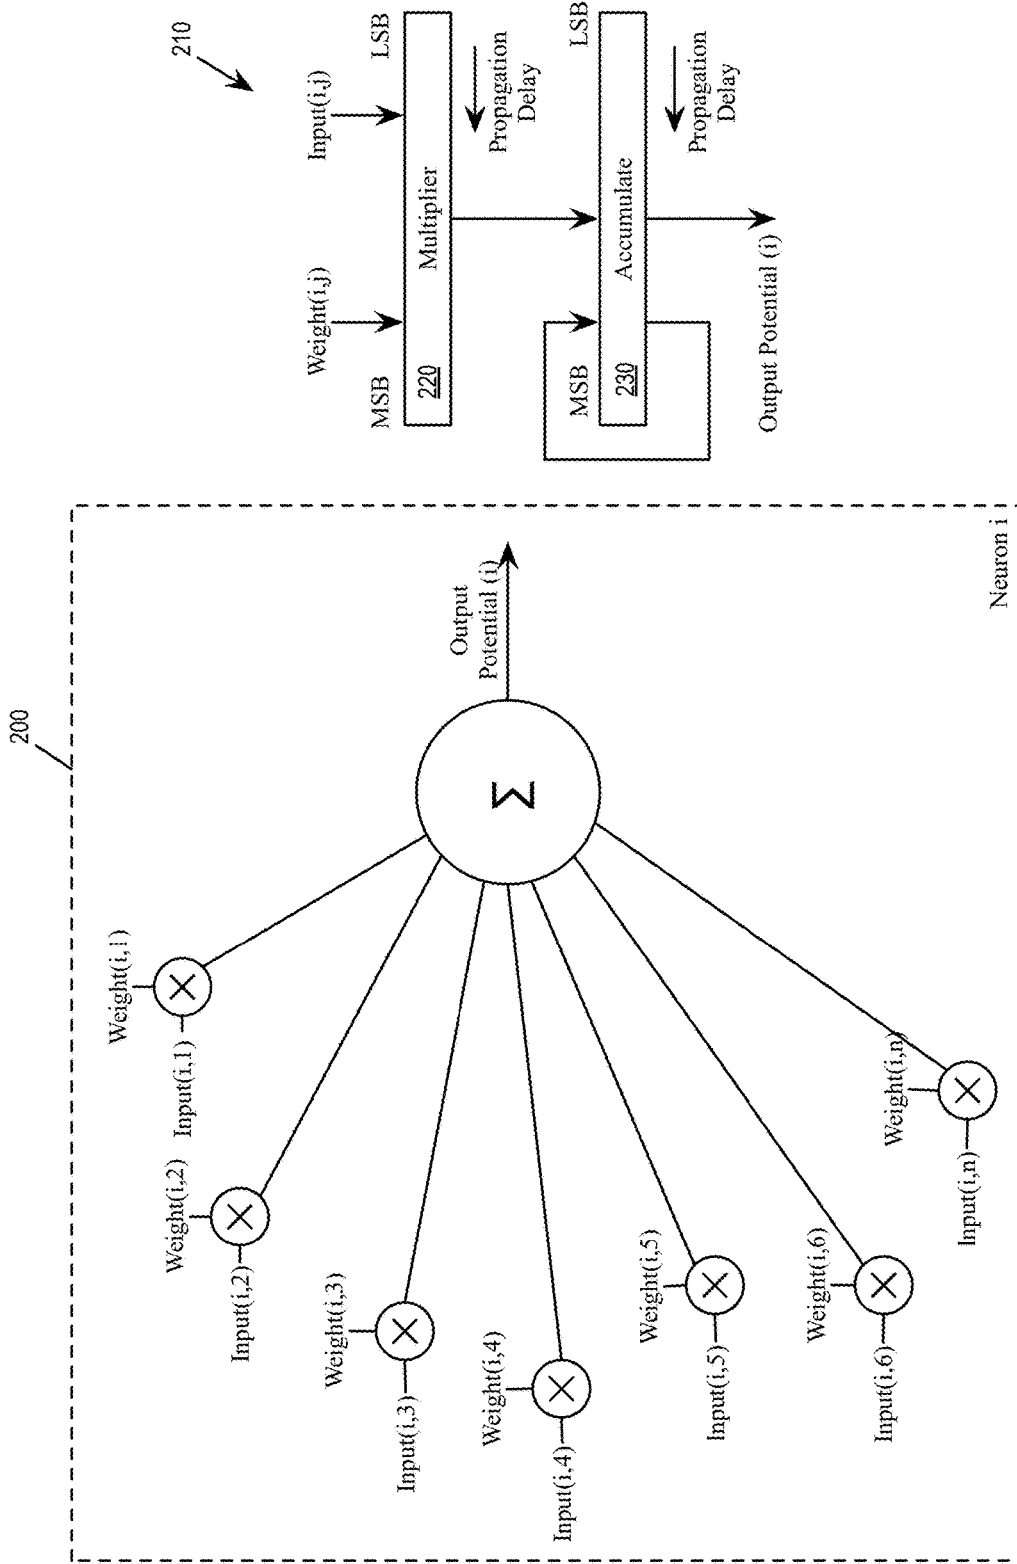 200
Weight(i,1)
Input(i,1)
Weight(i,2)
Input(i,2)
Weight(i,3)
Input(i,3)
Weight(i,4)
Input(i,4)
Weight(i,5)
Input(i,5)
Weight(i,6)
Input(i,6)
Weight(i,n)
Input(i,n)
Σ
Output
Potential (i)
Neuron i
210
Weight(i,j)
Input(i,j)
MSB
LSB
220
Multiplier
Propagation
Delay
MSB
LSB
230
Accumulate
Propagation
Delay
Output Potential (i)